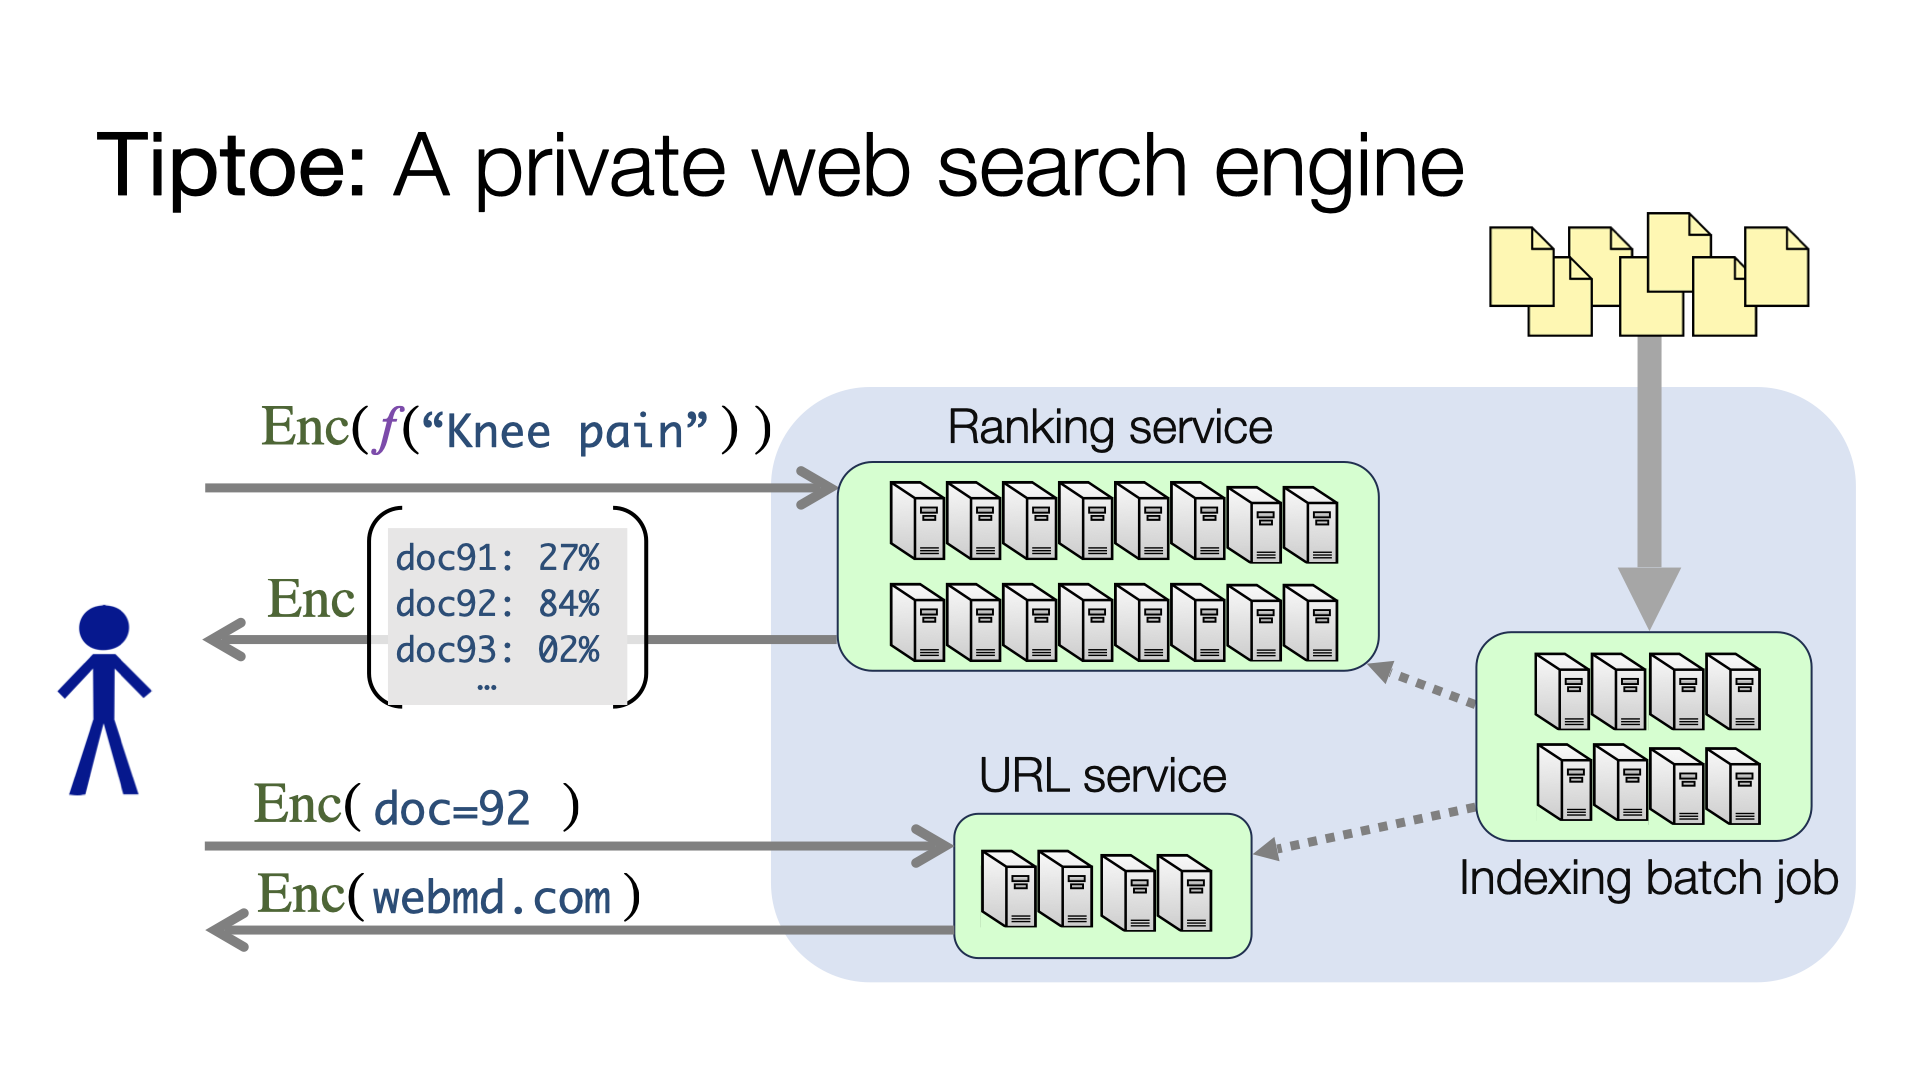 Tiptoe: A private web search engine
Enc(f(“Knee pain”))
Ranking service
Enc
doc91: 27%
doc92: 84%
doc93: 02%
…
URL service
Enc( doc=92 )
Enc(webmd.com )
Indexing batch job